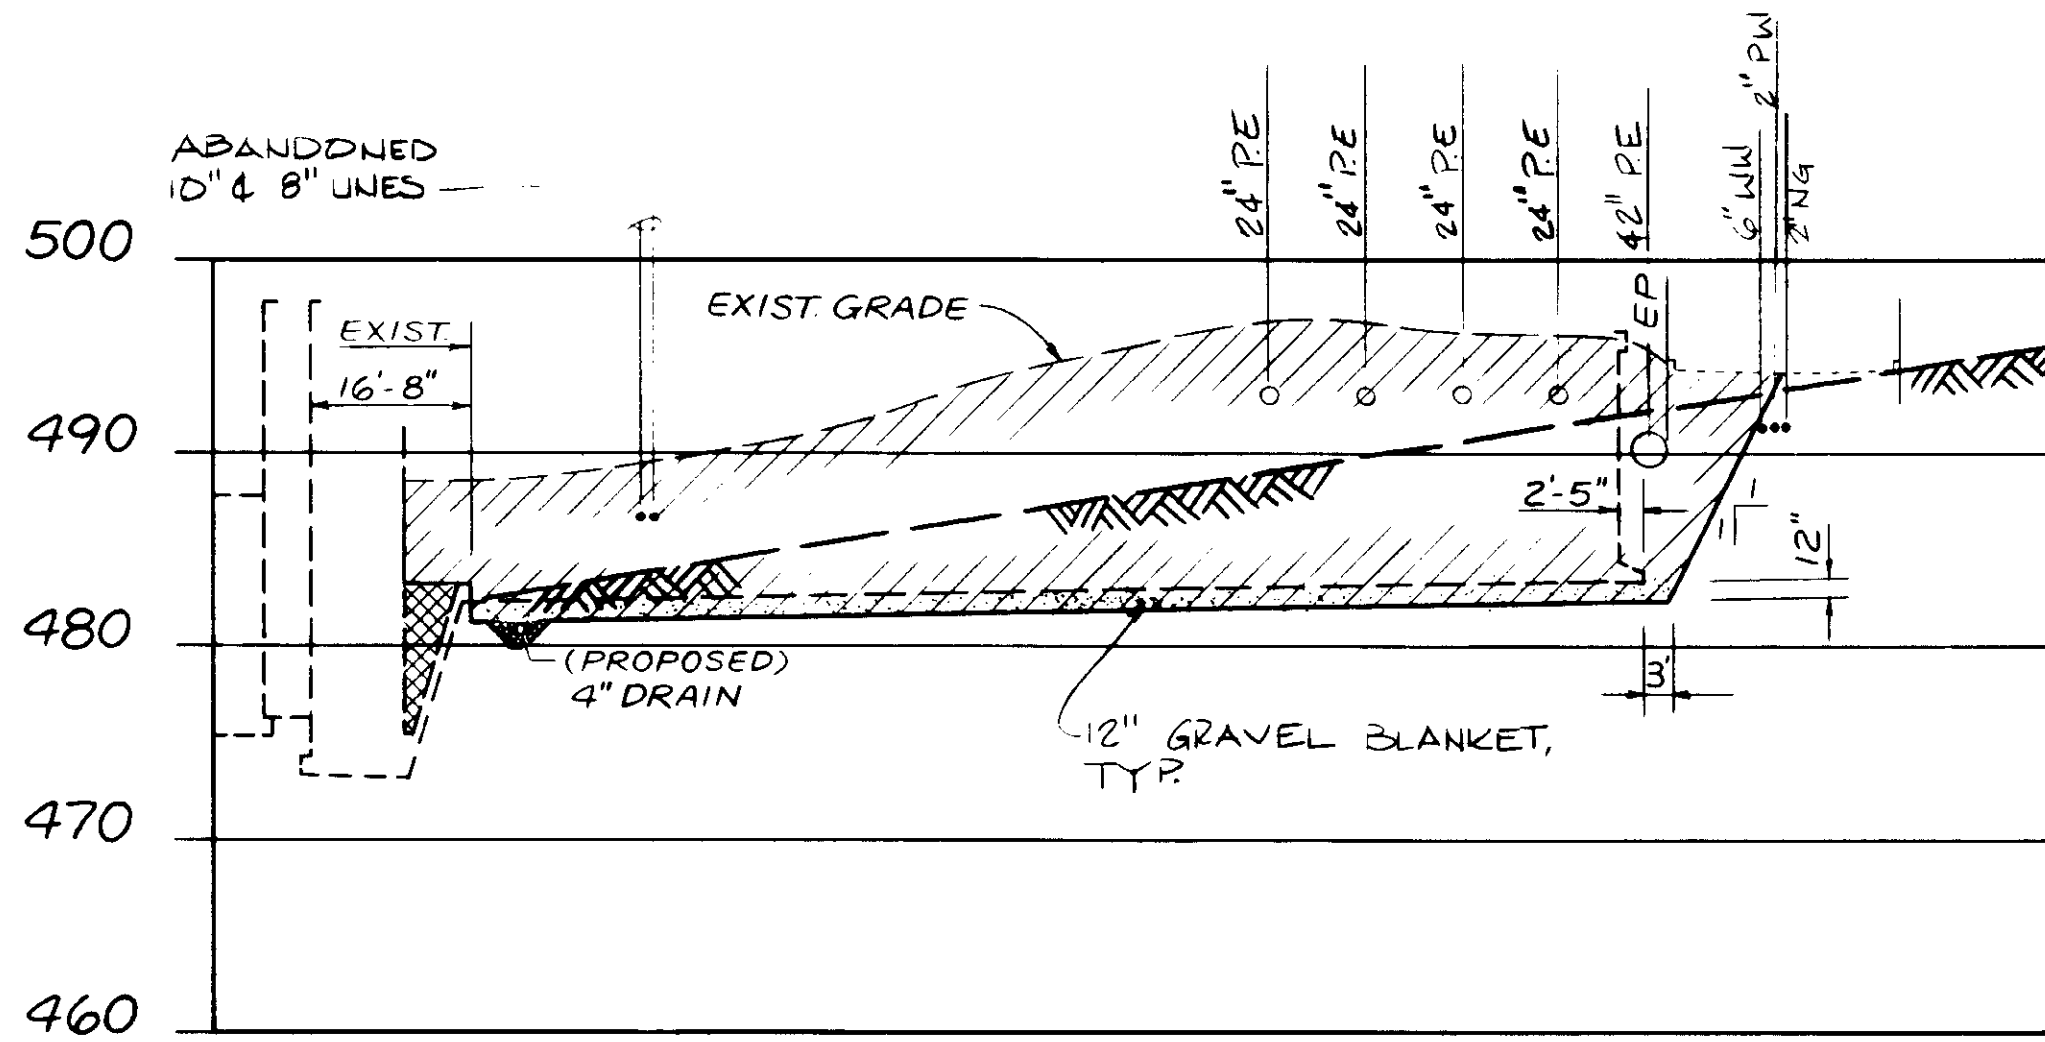 ABANDONED
10" & 8" LINES
24" P.E
24" P.E
24" P.E
24" P.E
42" P.E
EP
6" WW
2" PW
2" NG
500
EXIST.
EXIST. GRADE
16'-8"
490
2'-5"
1
1
12"
480
(PROPOSED)
4" DRAIN
3'
12" GRAVEL BLANKET,
TYP.
470
460